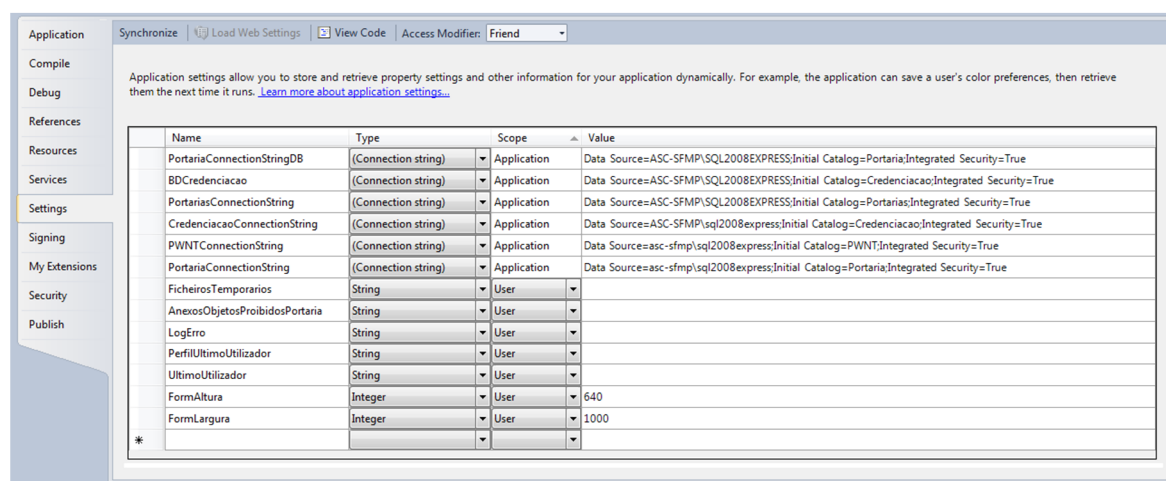 Application
Compile
Debug
References
Resources
Services
Settings
Signing
My Extensions
Security
Publish
Synchronize Load Web Settings View Code Access Modifier: Friend
Application settings allow you to store and retrieve property settings and other information for your application dynamically. For example, the application can save a user's color preferences, then retrieve
them the next time it runs. Learn more about application settings...
Name Type Scope Value
PortariaConnectionStringDB (Connection string) Application Data Source=ASC-SFMP\SQL2008EXPRESS;Initial Catalog=Portaria;Integrated Security=True
BDCredenciacao (Connection string) Application Data Source=ASC-SFMP\SQL2008EXPRESS;Initial Catalog=Credenciacao;Integrated Security=True
PortariasConnectionString (Connection string) Application Data Source=ASC-SFMP\SQL2008EXPRESS;Initial Catalog=Portarias;Integrated Security=True
CredenciacaoConnectionString (Connection string) Application Data Source=ASC-SFMP\sql2008express;Initial Catalog=Credenciacao;Integrated Security=True
PWNTConnectionString (Connection string) Application Data Source=asc-sfmp\sql2008express;Initial Catalog=PWNT;Integrated Security=True
PortariaConnectionString (Connection string) Application Data Source=asc-sfmp\sql2008express;Initial Catalog=Portaria;Integrated Security=True
FicheirosTemporarios String User
AnexosObjetosProibidosPortaria String User
LogErro String User
PerfilUltimoUtilizador String User
UltimoUtilizador String User
FormAltura Integer User 640
FormLargura Integer User 1000